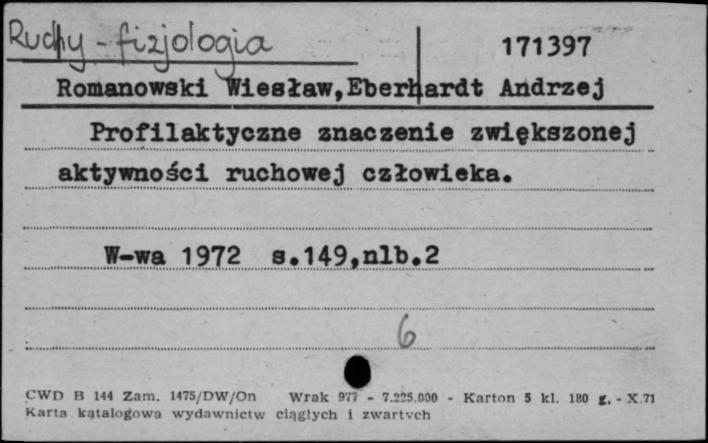 Ruchy - fizjologia
171397
Romanowski Wiesław,Eberhardt Andrzej
Profilaktyczne znaczenie zwiększonej
aktywności ruchowej człowieka.
W-wa 1972 s.149,nlb.2
6
CWD B 144 Zam. 1475/DW/On Wrak 977 - 7.225.000 - Karton 5 kl. 180 g. - X.71
Karta katalogowa wydawnictw ciągłych i zwartych